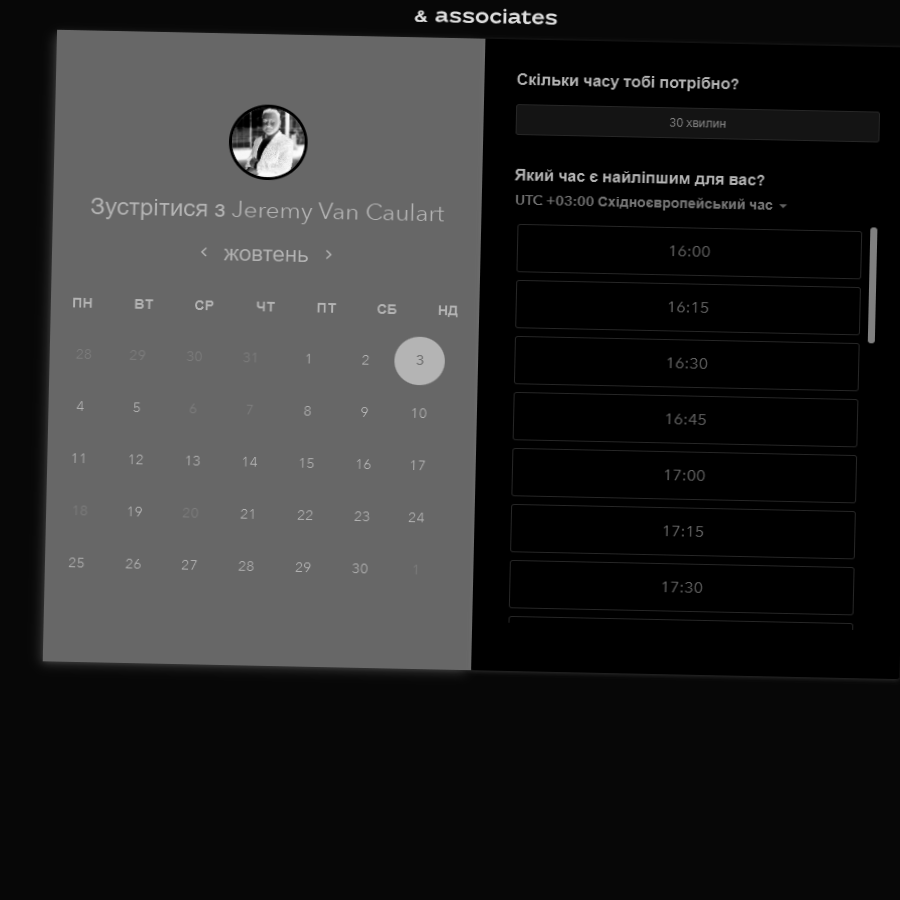 & associates
Зустрітися з Jeremy Van Caulart
жовтень
ПН ВТ СР ЧТ ПТ СБ НД
28 29 30 31 1 2 3
4 5 6 7 8 9 10
11 12 13 14 15 16 17
18 19 20 21 22 23 24
25 26 27 28 29 30 1
Скільки часу тобі потрібно?
30 хвилин
Який час є найліпшим для вас?
UTC +03:00 Східноєвропейський час
16:00
16:15
16:30
16:45
17:00
17:15
17:30